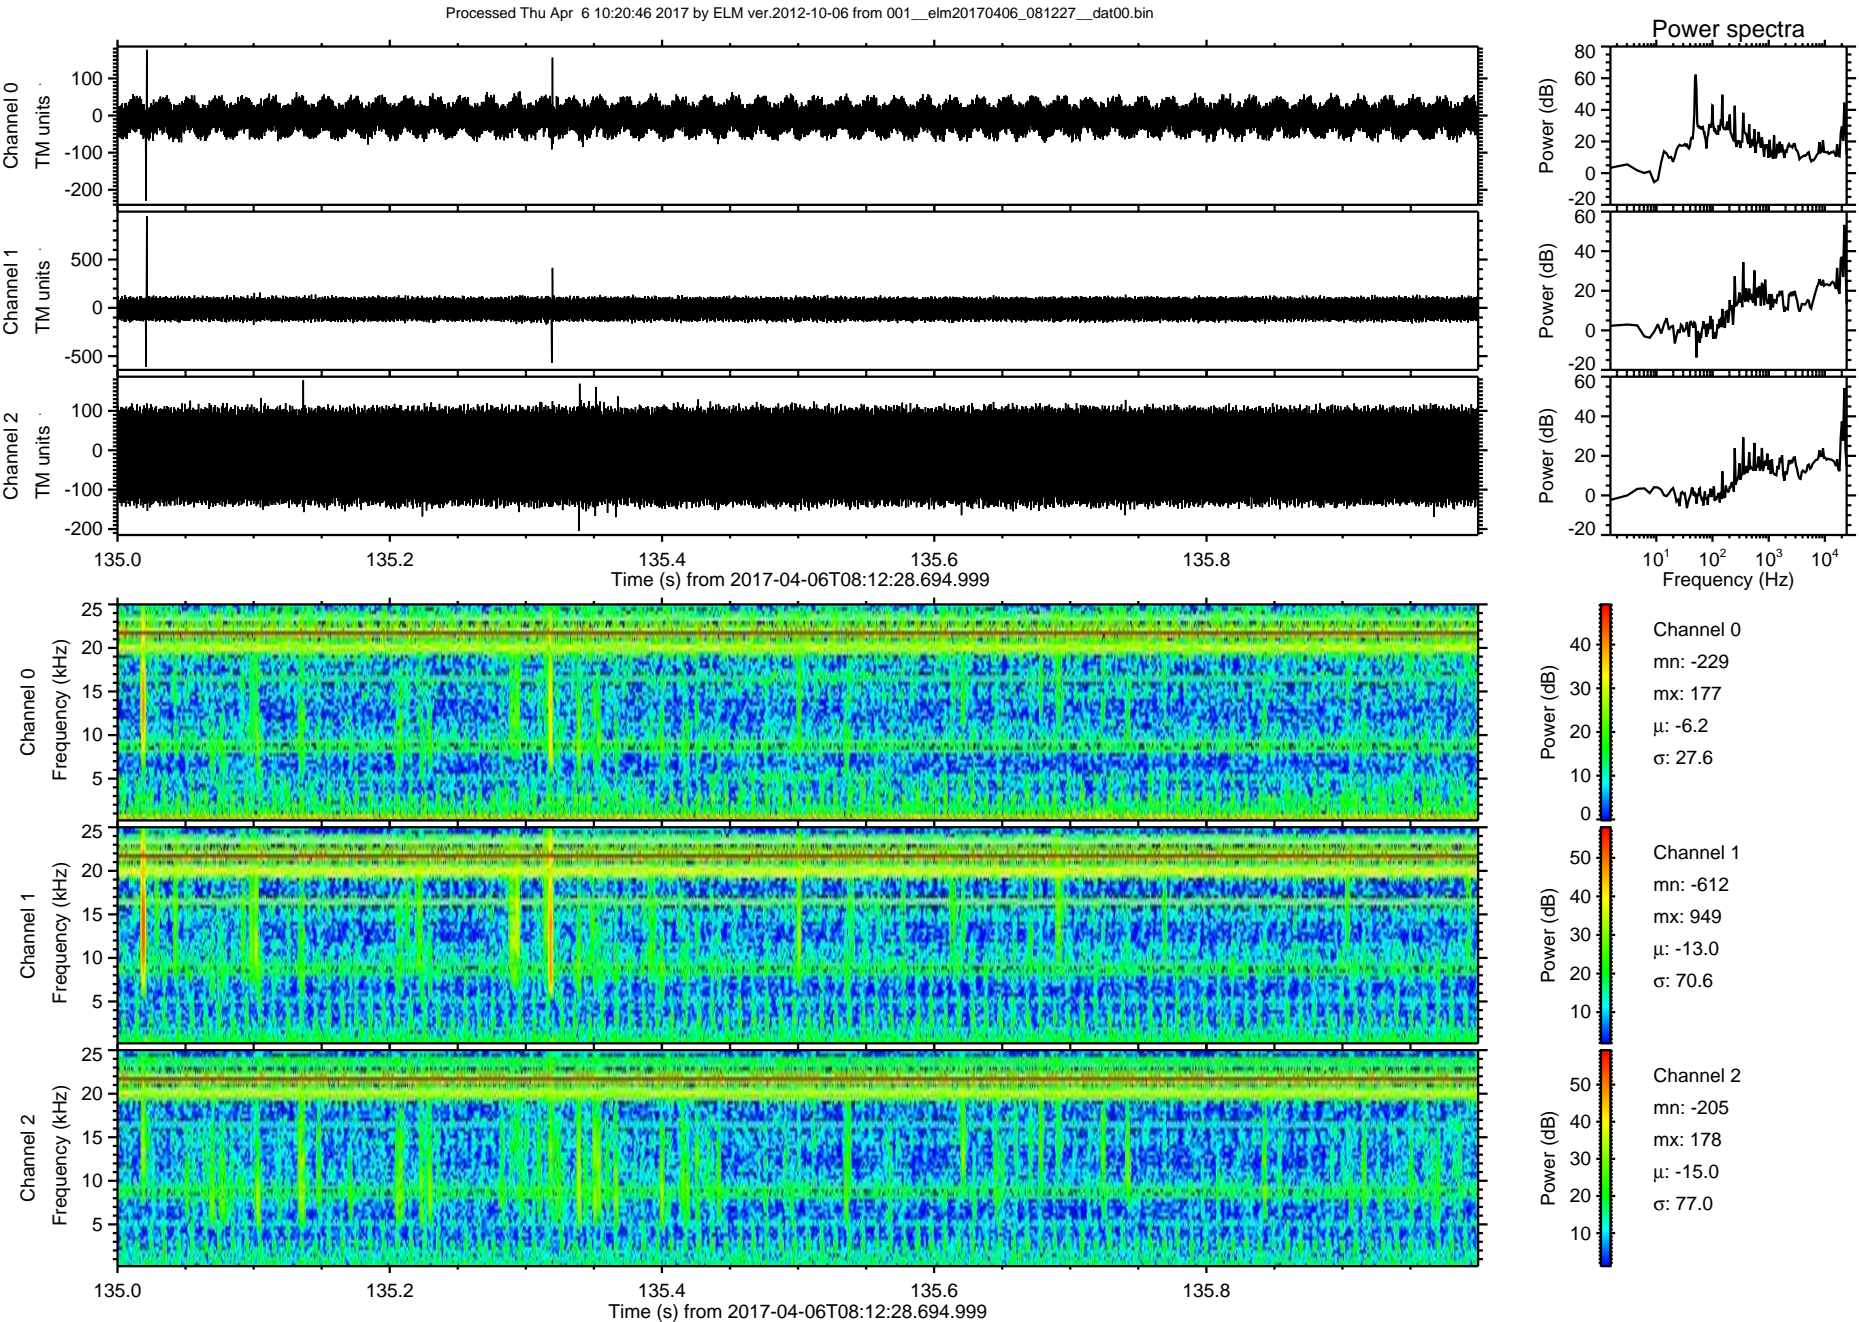 Processed Thu Apr  6 10:20:46 2017 by ELM ver.2012-10-06 from 001__elm20170406_081227__dat00.bin
Power spectra
Channel 0
TM units
100
0
-100
-200
Power (dB)
80
60
40
20
0
-20
Channel 1
TM units
500
0
-500
Power (dB)
60
40
20
0
-20
Channel 2
TM units
100
0
-100
-200
Power (dB)
60
40
20
0
-20
135.0 135.2 135.4 135.6 135.8
Time (s) from 2017-04-06T08:12:28.694.999
10¹ 10² 10³ 10⁴
Frequency (Hz)
Channel 0
Frequency (kHz)
25
20
15
10
5
Power (dB)
40
30
20
10
0
Channel 0
mn: -229
mx: 177
μ: -6.2
σ: 27.6
Channel 1
Frequency (kHz)
25
20
15
10
5
Power (dB)
50
40
30
20
10
Channel 1
mn: -612
mx: 949
μ: -13.0
σ: 70.6
Channel 2
Frequency (kHz)
25
20
15
10
5
Power (dB)
50
40
30
20
10
Channel 2
mn: -205
mx: 178
μ: -15.0
σ: 77.0
135.0 135.2 135.4 135.6 135.8
Time (s) from 2017-04-06T08:12:28.694.999